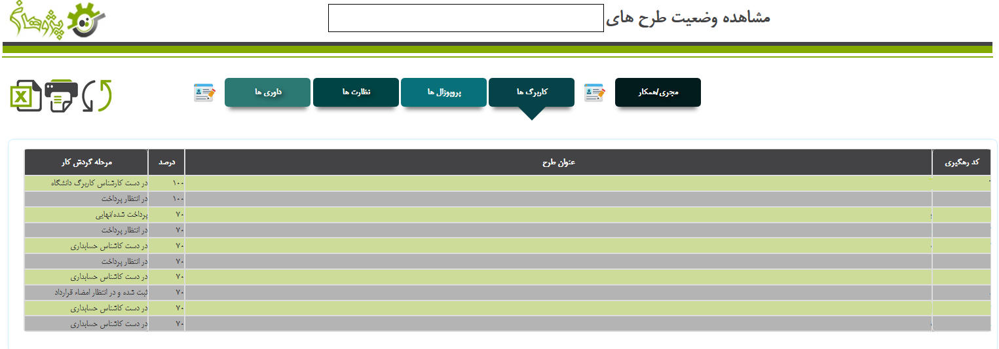 مشاهده وضعیت طرح های
پژوهان
مجری/همکار
کاربرگ ها
پروپوزال ها
نظارت ها
داوری ها
کد رهگیری عنوان طرح درصد مرحله گردش کار
۱۰۰ در دست کارشناس کاربرگ دانشگاه
۱۰۰ در انتظار پرداخت
۷۰ پرداخت شده/نهایی
۷۰ در انتظار پرداخت
۷۰ در دست کاشناس حسابداری
۷۰ در انتظار پرداخت
۷۰ در دست کاشناس حسابداری
۷۰ ثبت شده و در انتظار امضاء قرارداد
۷۰ در دست کاشناس حسابداری
۷۰ در دست کاشناس حسابداری